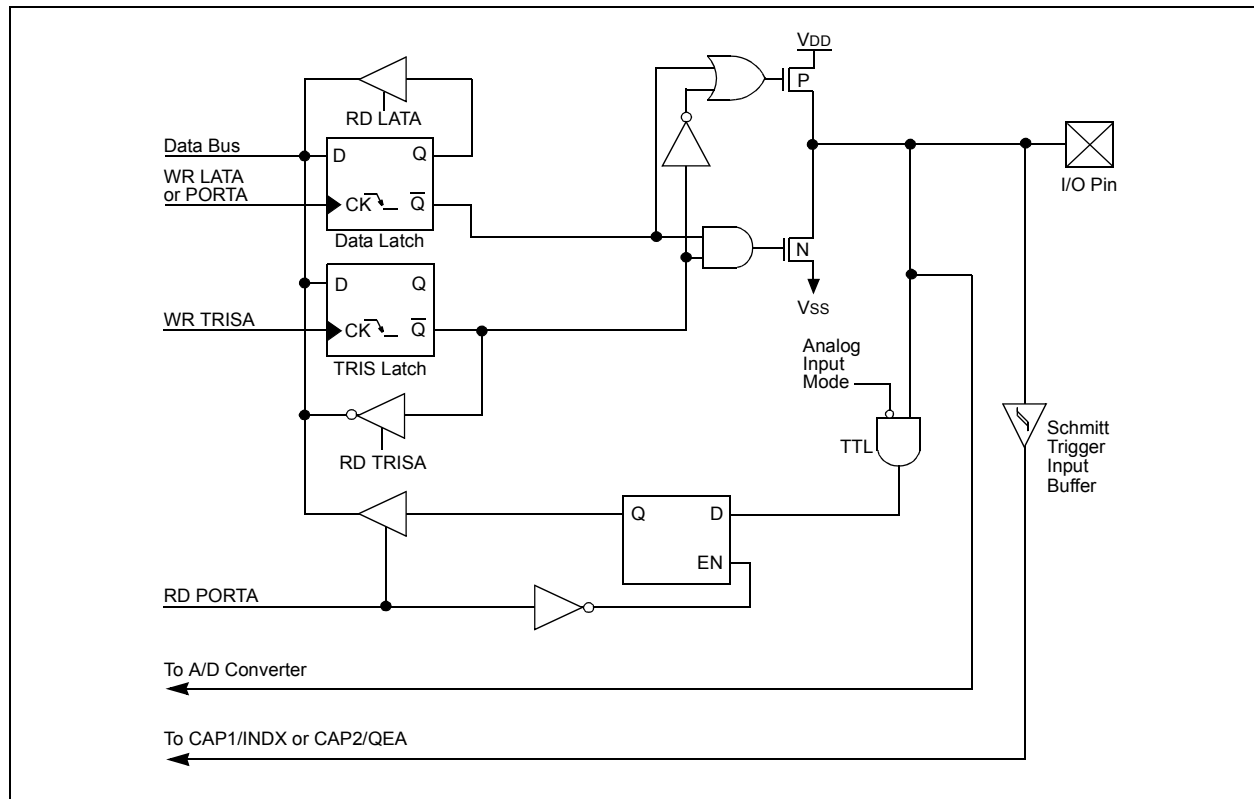 VDD
P
RD LATA
Data Bus
D Q
WR LATA
or PORTA
CK Q̅
I/O Pin
Data Latch
N
D Q
VSS
WR TRISA
CK Q̅
TRIS Latch
Analog
Input
Mode
RD TRISA
TTL
Schmitt
Trigger
Input
Buffer
Q D
EN
RD PORTA
To A/D Converter
To CAP1/INDX or CAP2/QEA